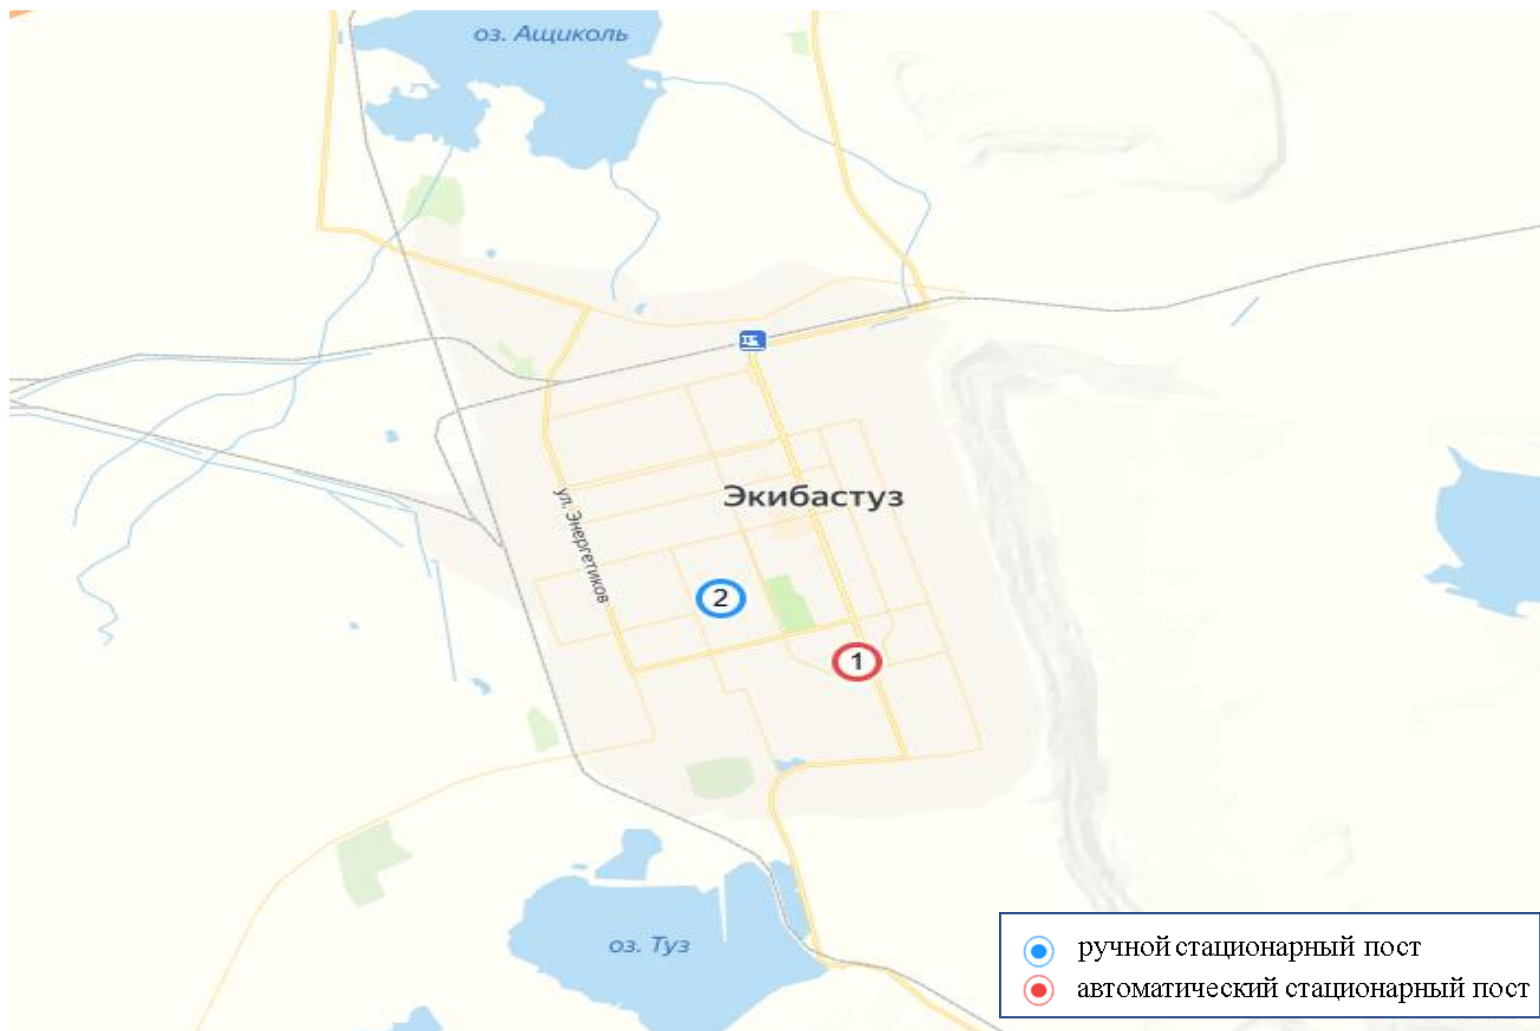 оз. Ащиколь
Экибастуз
ул. Энергетиков
2
1
оз. Туз
ручной стационарный пост
автоматический стационарный пост